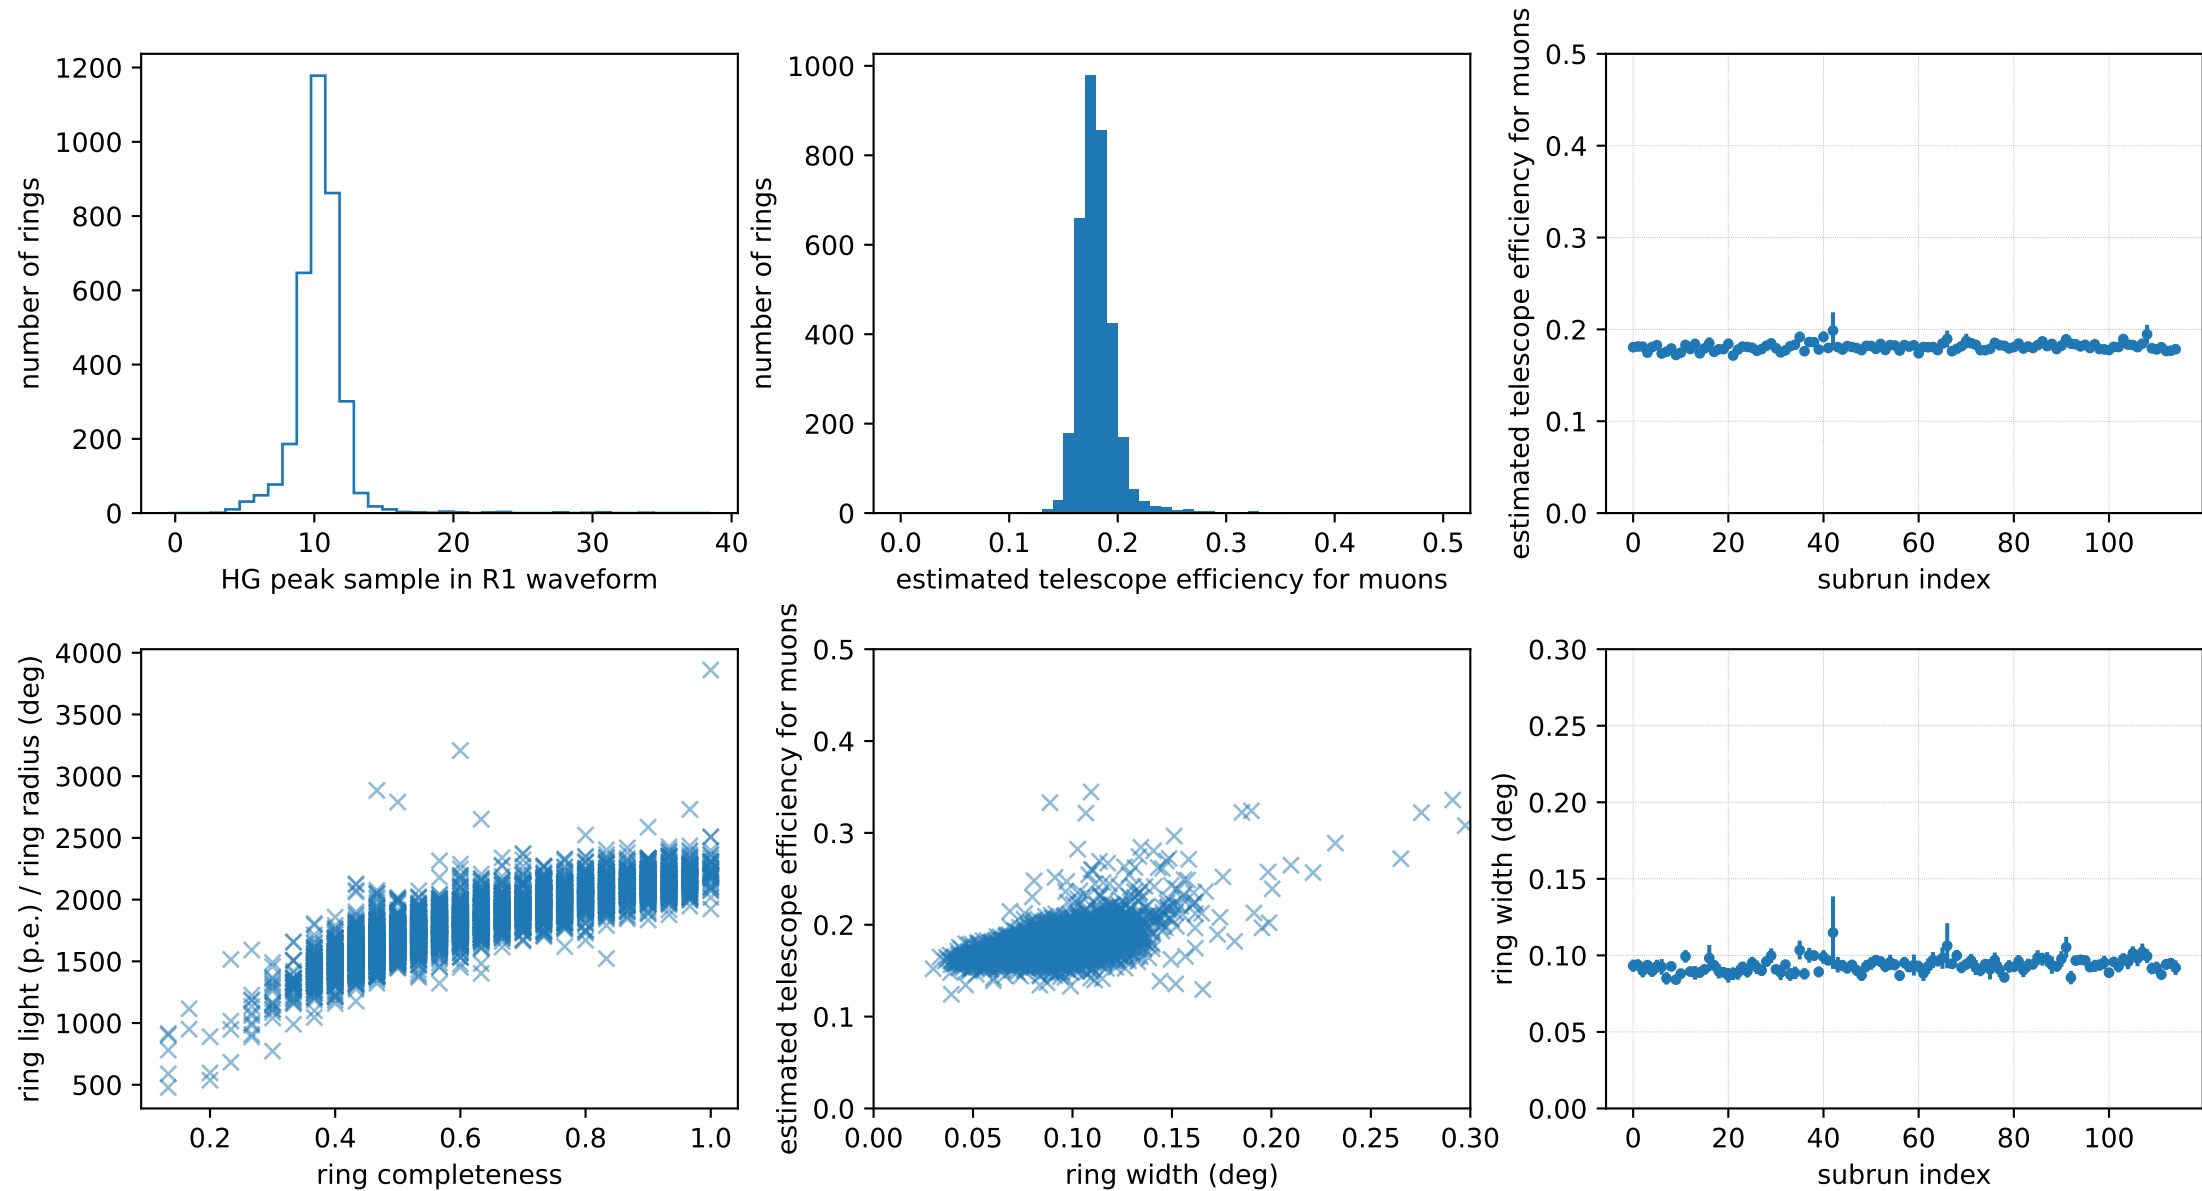 number of rings
1200
1000
800
600
400
200
0
0 10 20 30 40
HG peak sample in R1 waveform
number of rings
1000
800
600
400
200
0
0.0 0.1 0.2 0.3 0.4 0.5
estimated telescope efficiency for muons
estimated telescope efficiency for muons
0.5
0.4
0.3
0.2
0.1
0.0
0 20 40 60 80 100
subrun index
ring light (p.e.) / ring radius (deg)
4000
3500
3000
2500
2000
1500
1000
500
0.2 0.4 0.6 0.8 1.0
ring completeness
estimated telescope efficiency for muons
0.5
0.4
0.3
0.2
0.1
0.0
0.00 0.05 0.10 0.15 0.20 0.25 0.30
ring width (deg)
ring width (deg)
0.30
0.25
0.20
0.15
0.10
0.05
0.00
0 20 40 60 80 100
subrun index